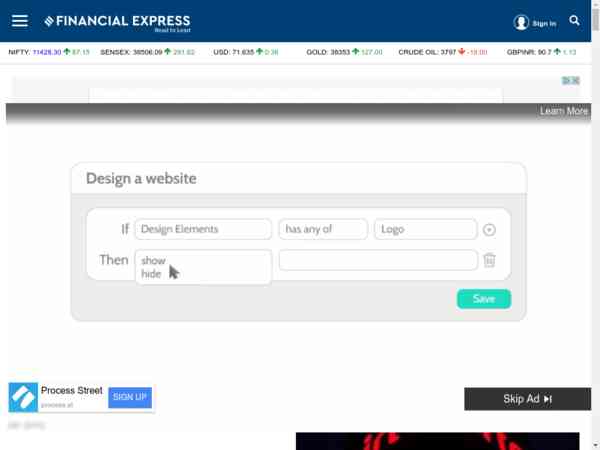 FINANCIAL EXPRESS
Read to Lead
Sign In
NIFTY: 11428.30 87.15 SENSEX: 38506.09 291.62 USD: 71.635 0.36 GOLD: 38353 127.00 CRUDE OIL: 3797 -18.00 GBPINR: 90.7 1.13
Learn More
Design a website
If Design Elements has any of Logo
Then show
hide
Save
Process Street
process.st
SIGN UP
Skip Ad